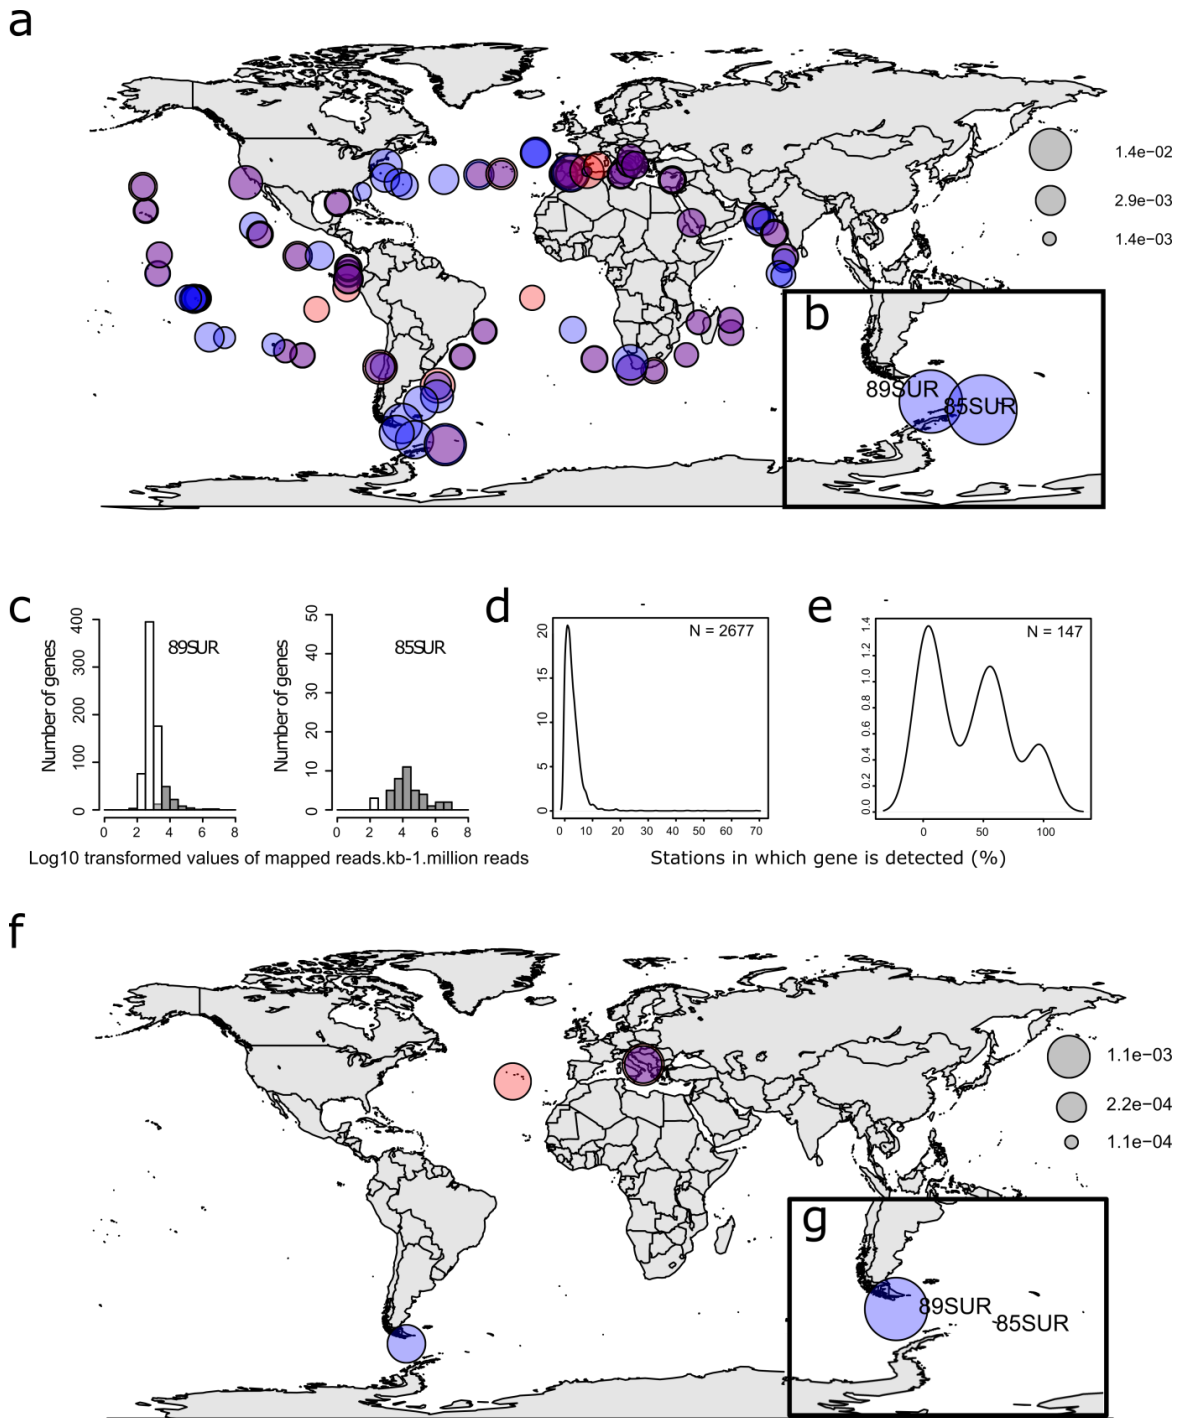 a
1.4e−02
2.9e−03
1.4e−03
b
89SUR
85SUR
c
Number of genes
0 100 200 300 400
89SUR
0 2 4 6 8
Number of genes
0 10 20 30 40 50
85SUR
0 2 4 6 8
Log10 transformed values of mapped reads.kb-1.million reads
d
N = 2677
0 5 10 15 20
0 10 20 30 40 50 60 70
e
N = 147
0.0 0.2 0.4 0.6 0.8 1.0 1.2 1.4
0 50 100
Stations in which gene is detected (%)
f
1.1e−03
2.2e−04
1.1e−04
g
89SUR
85SUR